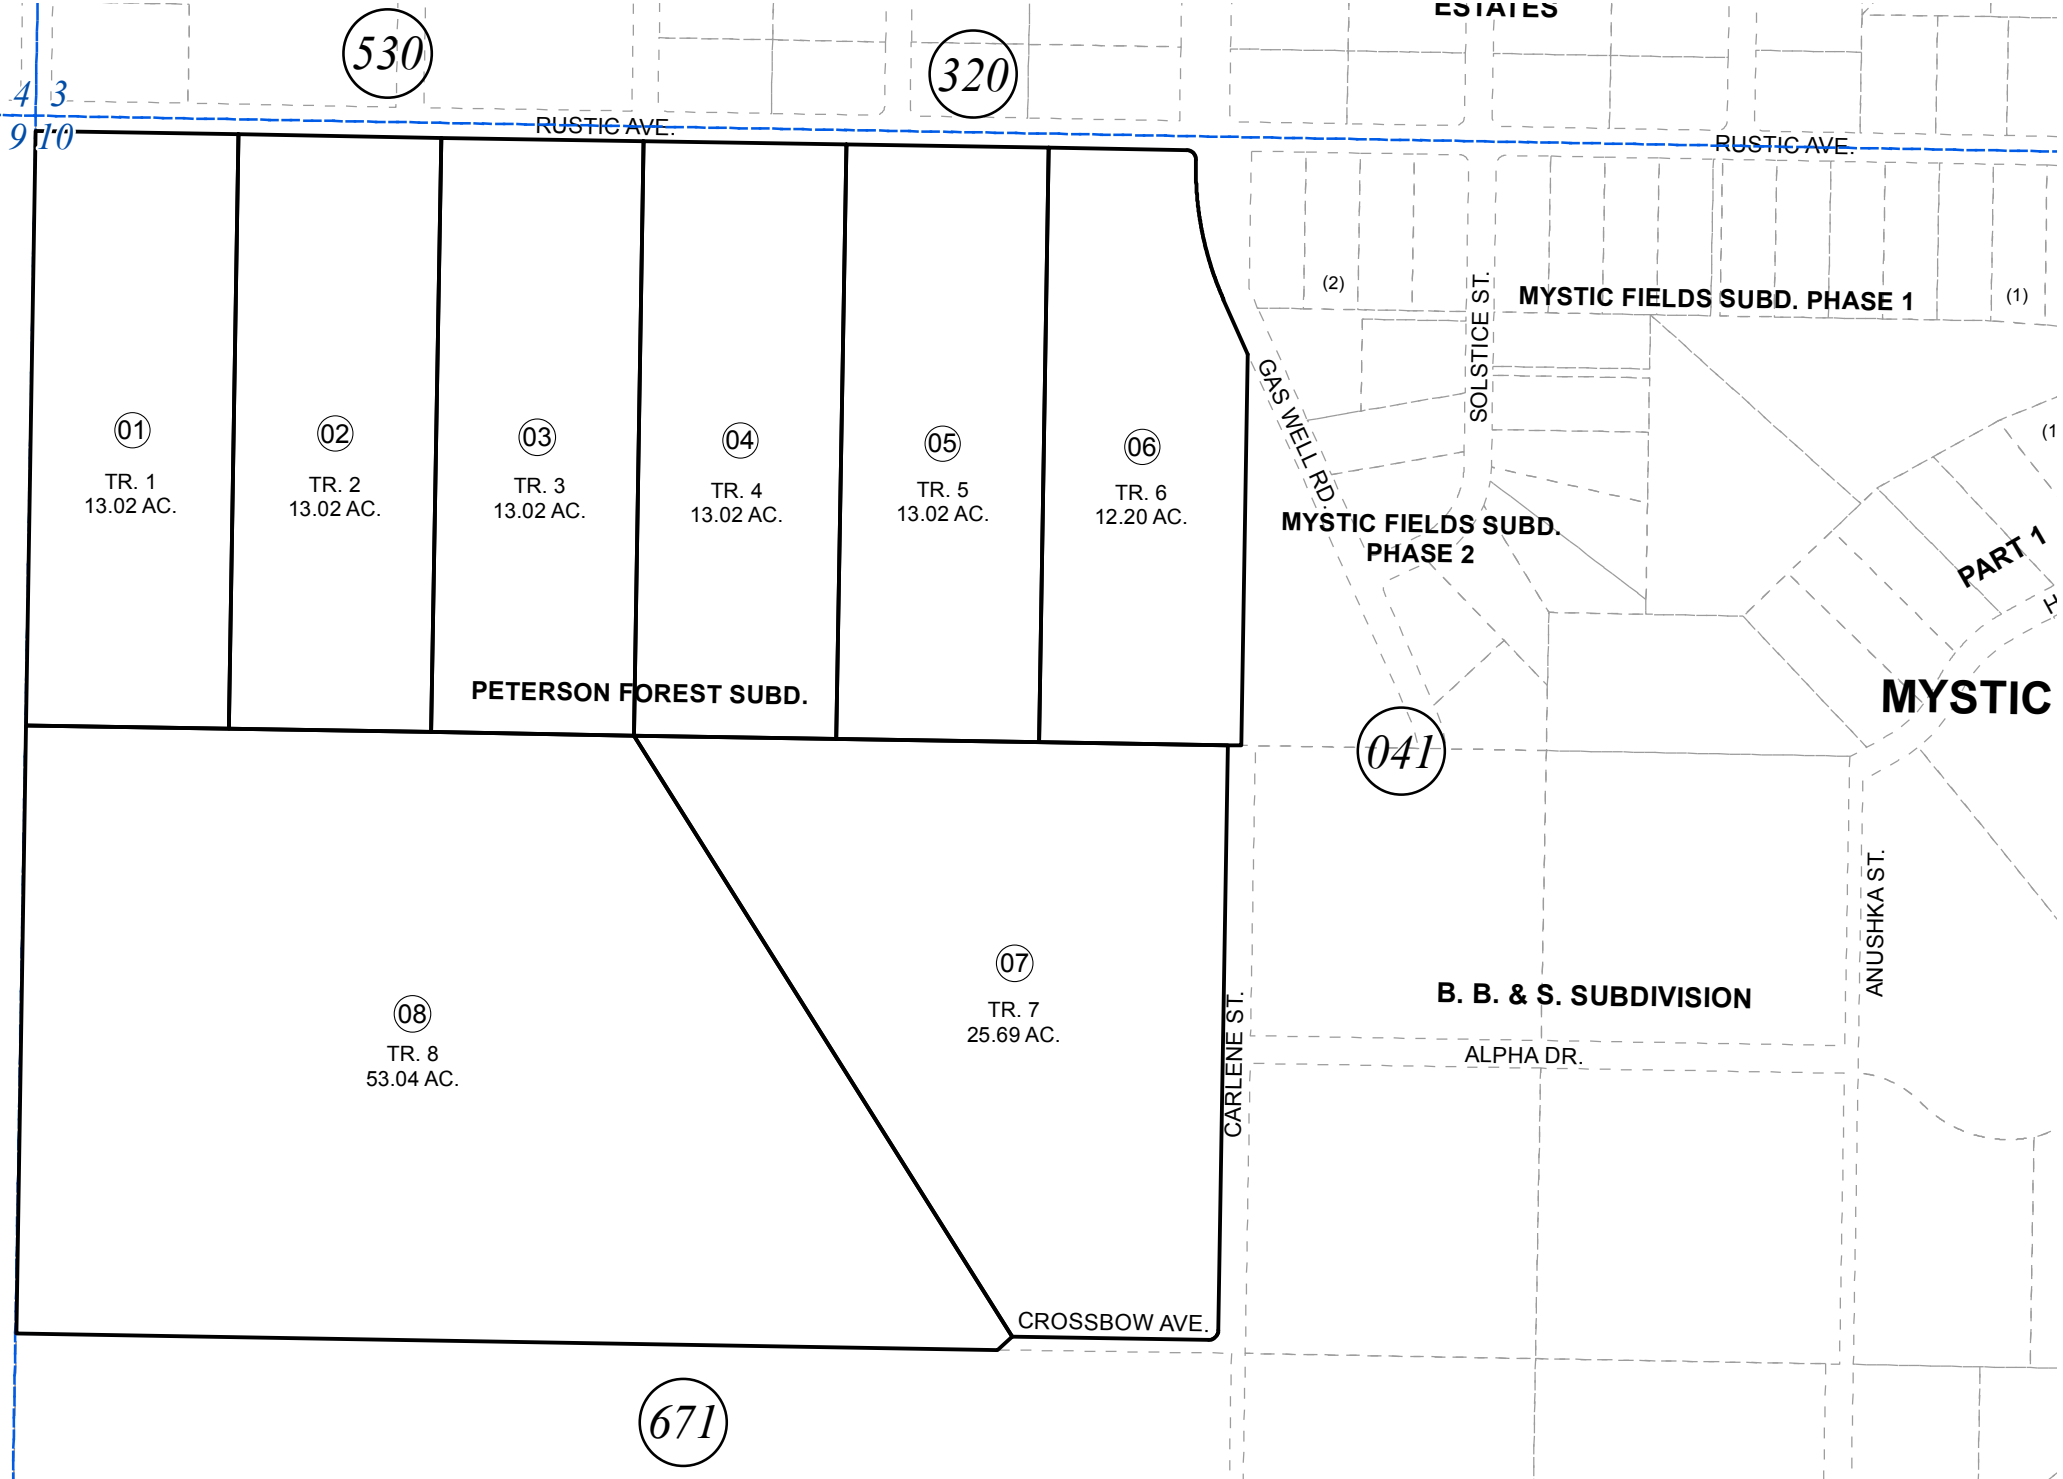 ESTATES
530
320
4 3
9 10
RUSTIC AVE.
RUSTIC AVE.
(2)
SOLSTICE ST.
MYSTIC FIELDS SUBD. PHASE 1
(1)
GAS WELL RD.
01
TR. 1
13.02 AC.
02
TR. 2
13.02 AC.
03
TR. 3
13.02 AC.
04
TR. 4
13.02 AC.
05
TR. 5
13.02 AC.
06
TR. 6
12.20 AC.
(1
MYSTIC FIELDS SUBD.
PHASE 2
PART 1
PETERSON FOREST SUBD.
MYSTIC
041
08
TR. 8
53.04 AC.
07
TR. 7
25.69 AC.
CARLENE ST.
B. B. & S. SUBDIVISION
ANUSHKA ST.
ALPHA DR.
CROSSBOW AVE.
671